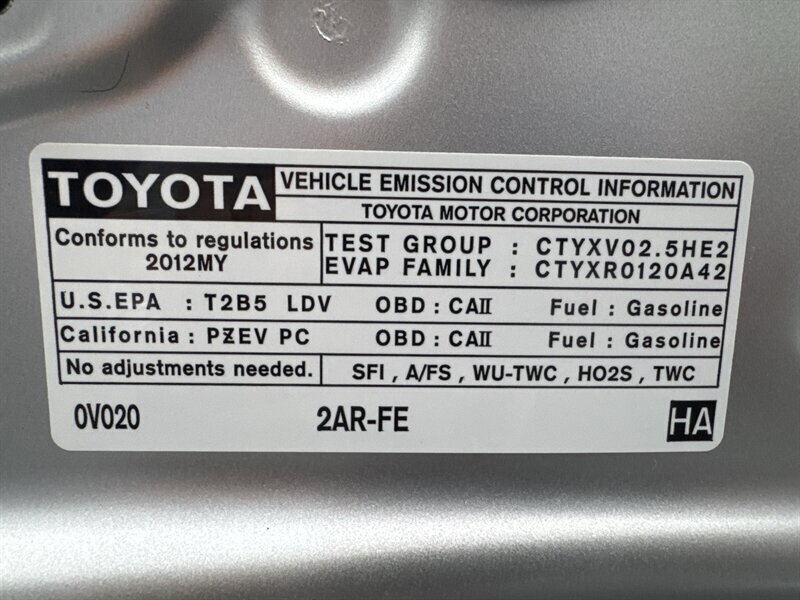 TOYOTA
VEHICLE EMISSION CONTROL INFORMATION
TOYOTA MOTOR CORPORATION
Conforms to regulations
2012MY
TEST GROUP : CTYXV02.5HE2
EVAP FAMILY : CTYXR0120A42
U.S.EPA : T2B5 LDV OBD : CAⅡ Fuel : Gasoline
California : PƵEV PC OBD : CAⅡ Fuel : Gasoline
No adjustments needed.
SFI , A/FS , WU-TWC , HO2S , TWC
0V020 2AR-FE HA